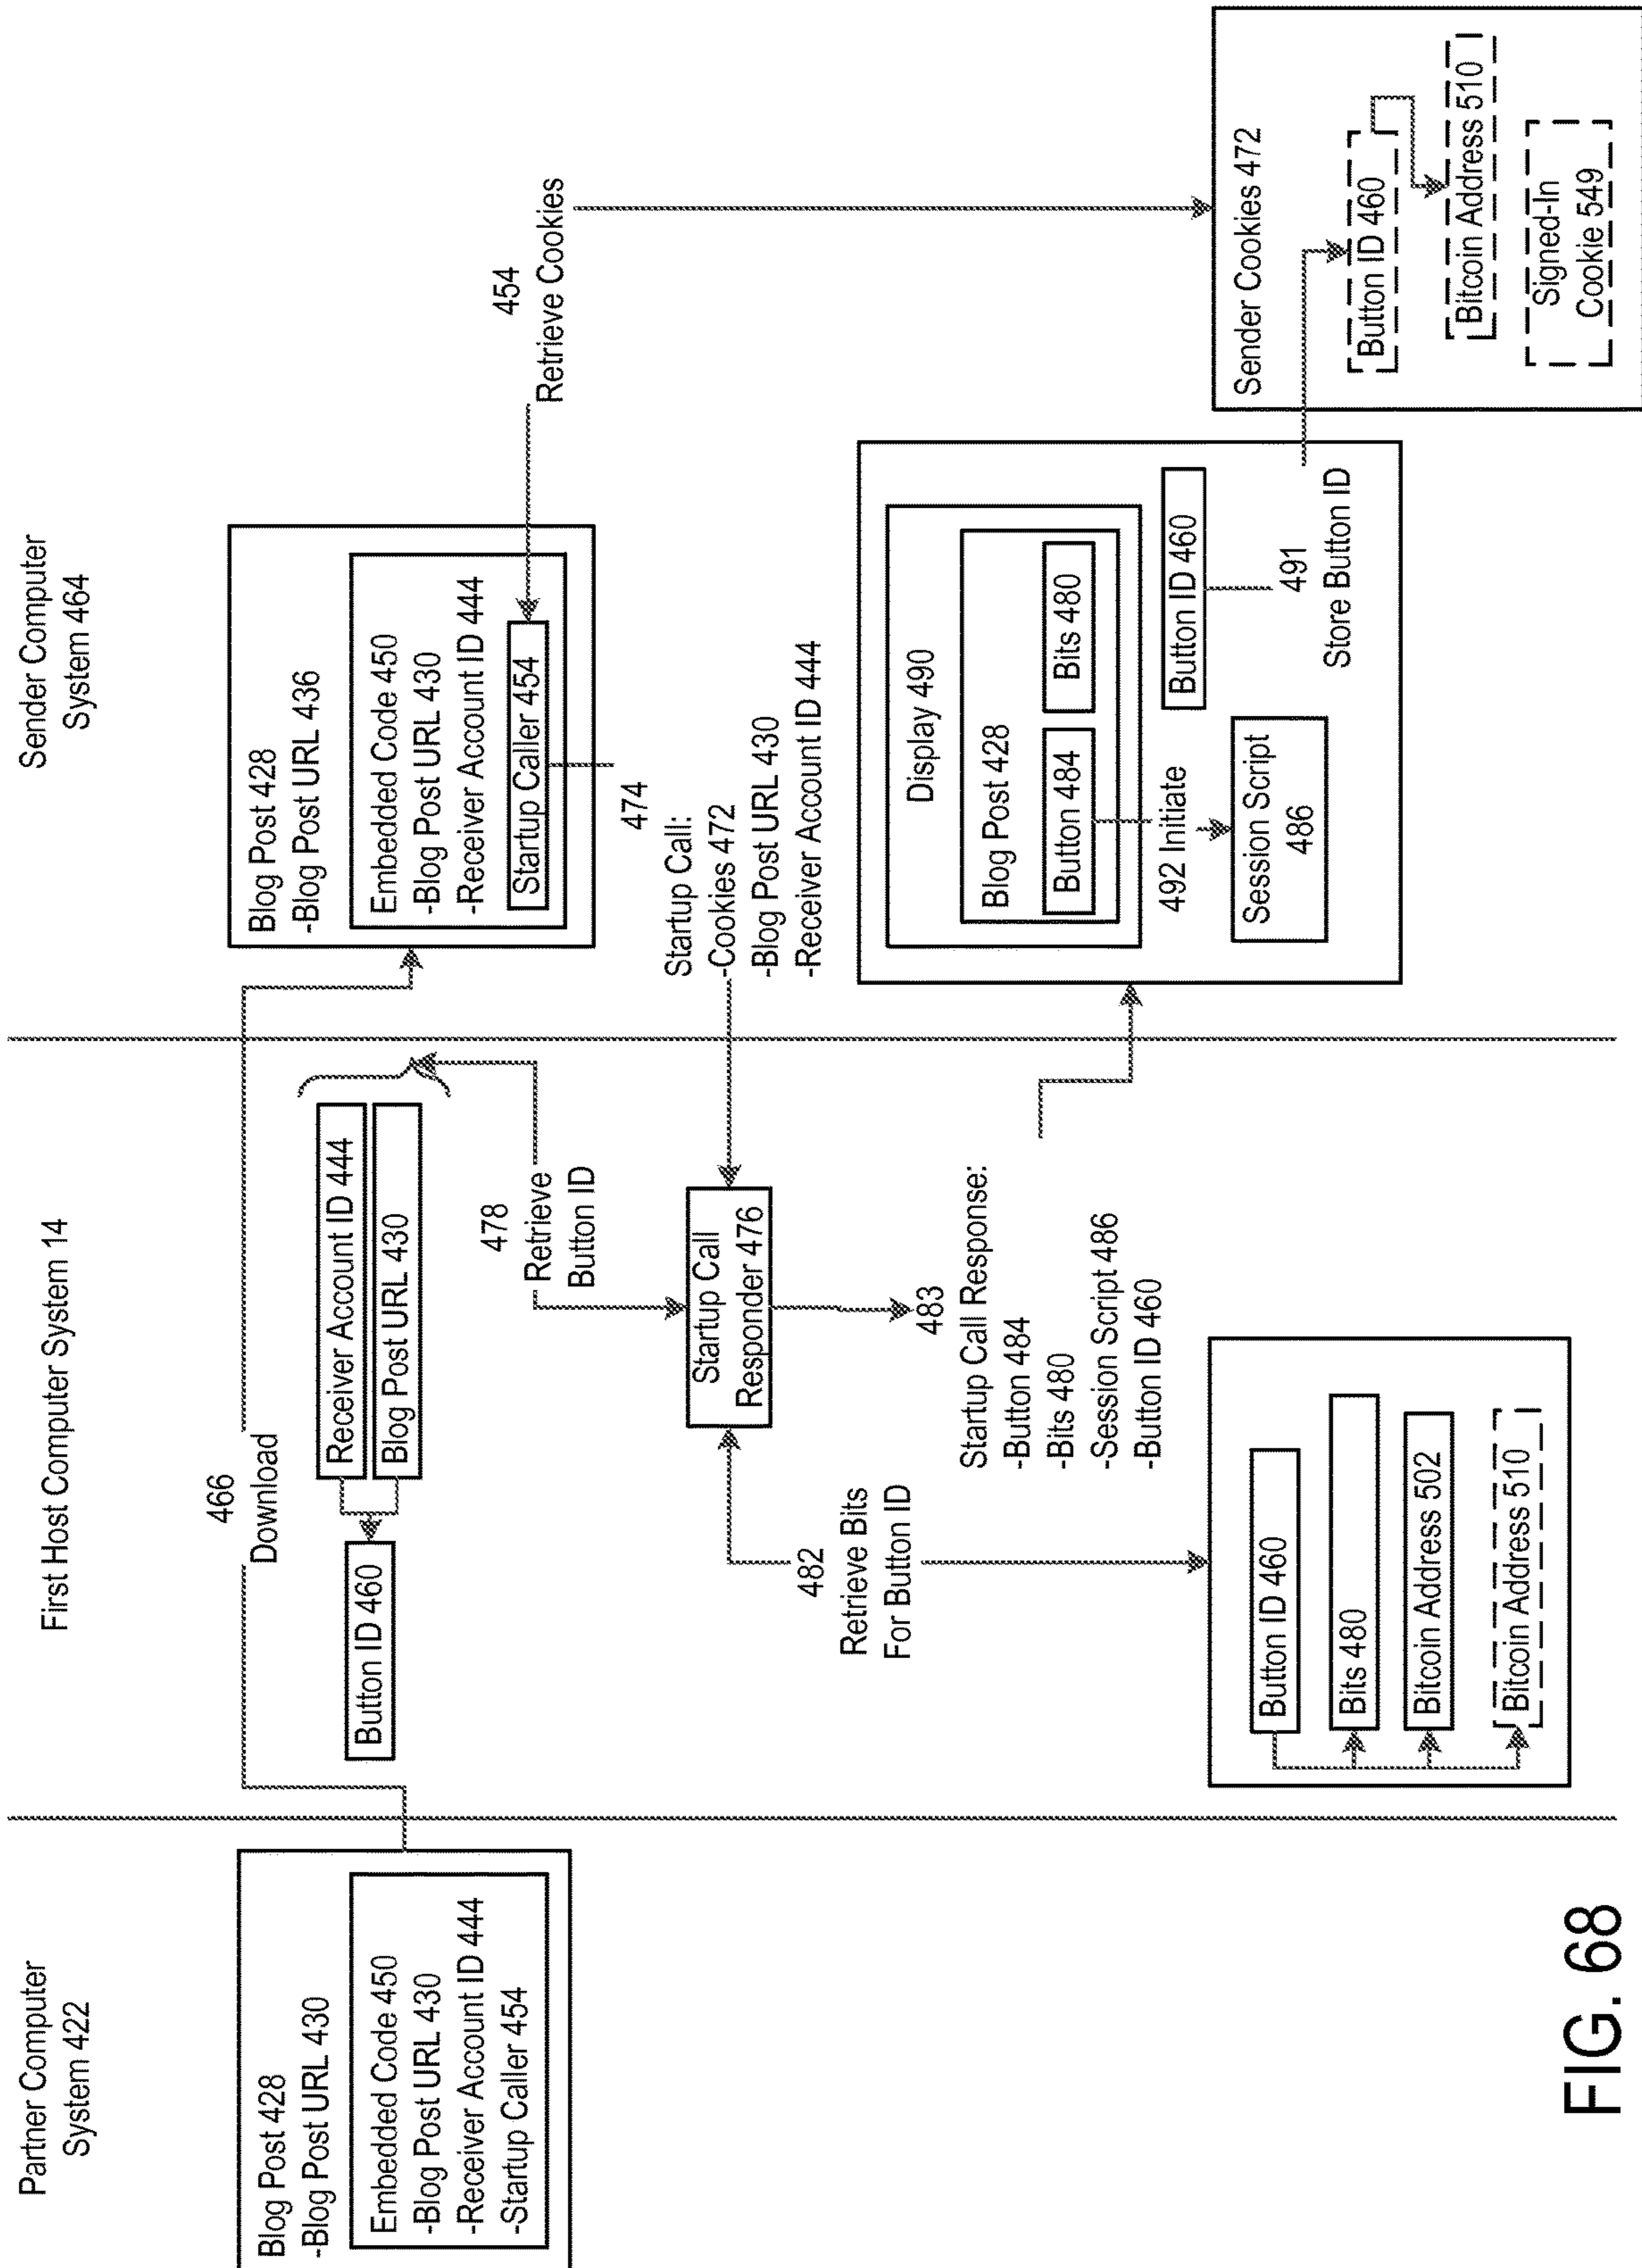 Partner Computer
System 422
First Host Computer System 14
Sender Computer
System 464
Blog Post 428
-Blog Post URL 430
Embedded Code 450
-Blog Post URL 430
-Receiver Account ID 444
-Startup Caller 454
466
Download
Button ID 460
Receiver Account ID 444
Blog Post URL 430
478
Retrieve
Button ID
Startup Call
Responder 476
482
Retrieve Bits
For Button ID
483
Startup Call Response:
-Button 484
-Bits 480
-Session Script 486
-Button ID 460
Button ID 460
Bits 480
Bitcoin Address 502
Bitcoin Address 510
Blog Post 428
-Blog Post URL 436
Embedded Code 450
-Blog Post URL 430
-Receiver Account ID 444
Startup Caller 454
474
Startup Call:
-Cookies 472
-Blog Post URL 430
-Receiver Account ID 444
454
Retrieve Cookies
Display 490
Blog Post 428
Button 484
Bits 480
492 Initiate
Button ID 460
Session Script
486
491
Store Button ID
Sender Cookies 472
Button ID 460
Bitcoin Address 510
Signed-In
Cookie 549
FIG. 68